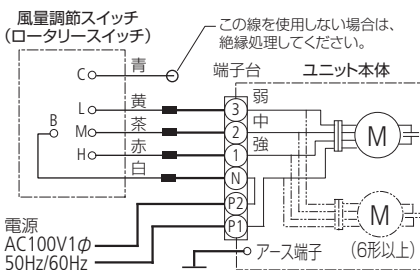 風量調節スイッチ
(ロータリースイッチ)
この線を使用しない場合は、
絶縁処理してください。
端子台
ユニット本体
C
青
L
黄
3
弱
B
M
茶
2
中
M
H
赤
1
強
白
N
P2
P1
M
電源
AC100V1φ
50Hz/60Hz
アース端子
(6形以上)